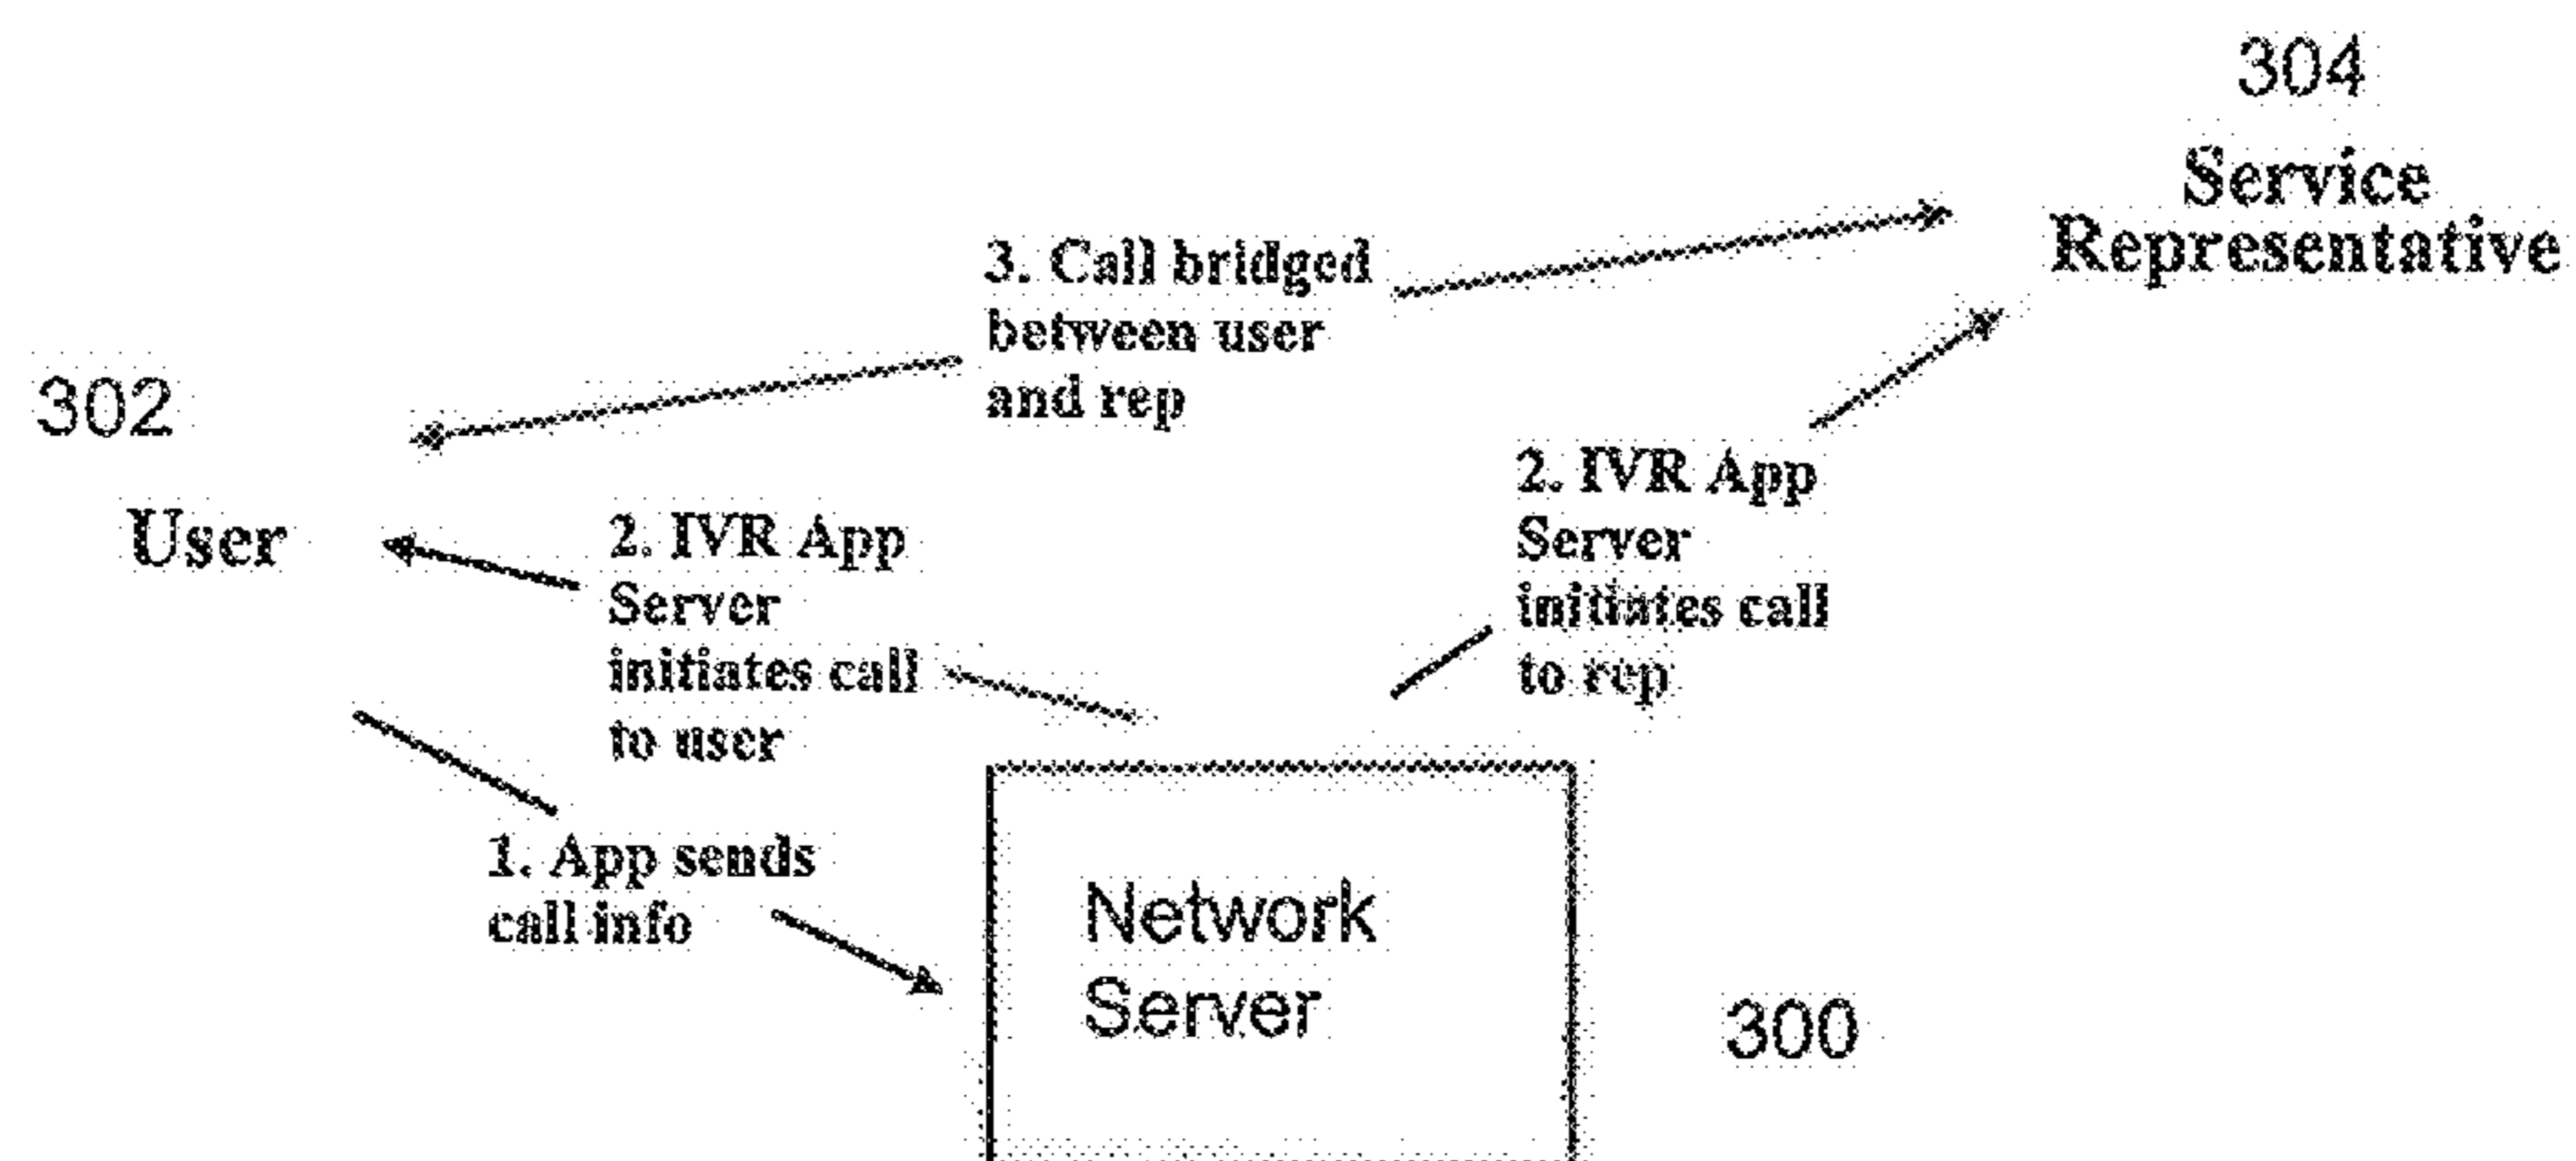 304
Service
Representative
3. Call bridged
between user
and rep
302
User
2. IVR App
Server
initiates call
to user
2. IVR App
Server
initiates call
to rep
1. App sends
call info
Network
Server
300